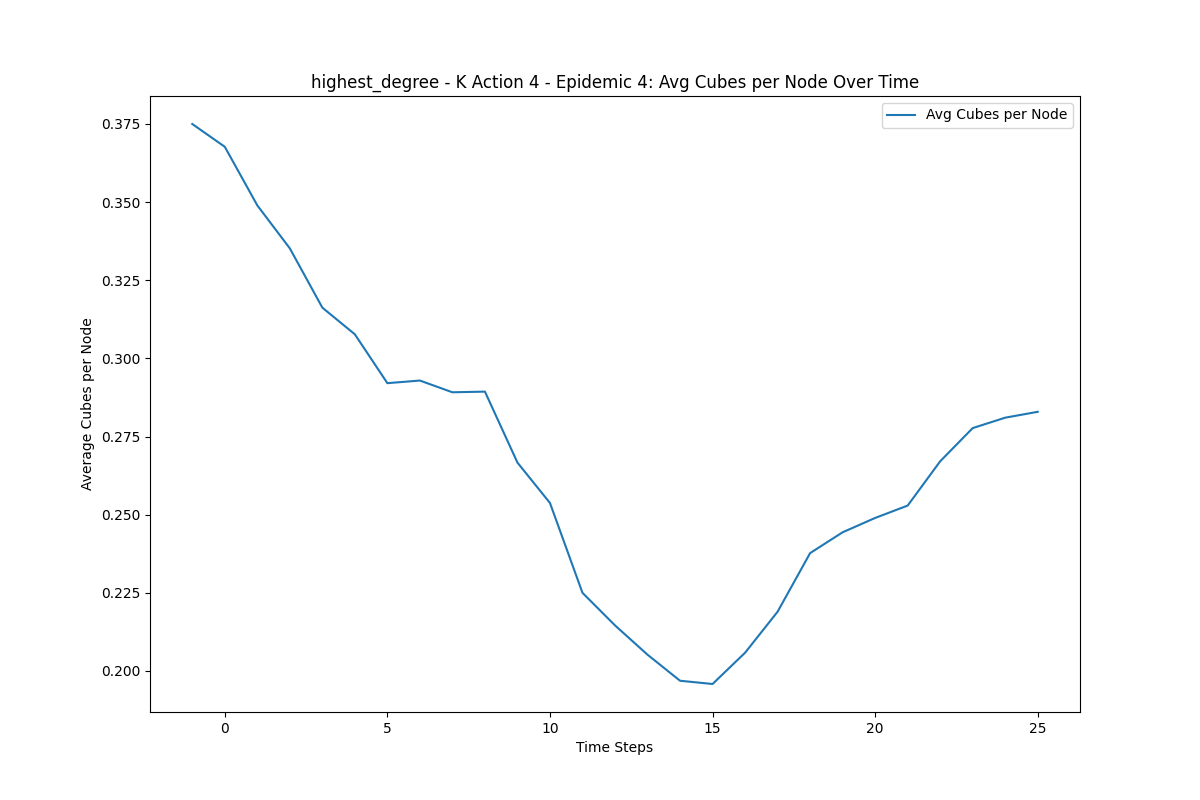 highest_degree - K Action 4 - Epidemic 4: Avg Cubes per Node Over Time
Avg Cubes per Node
0.375
0.350
0.325
0.300
0.275
0.250
0.225
0.200
Average Cubes per Node
0 5 10 15 20 25
Time Steps